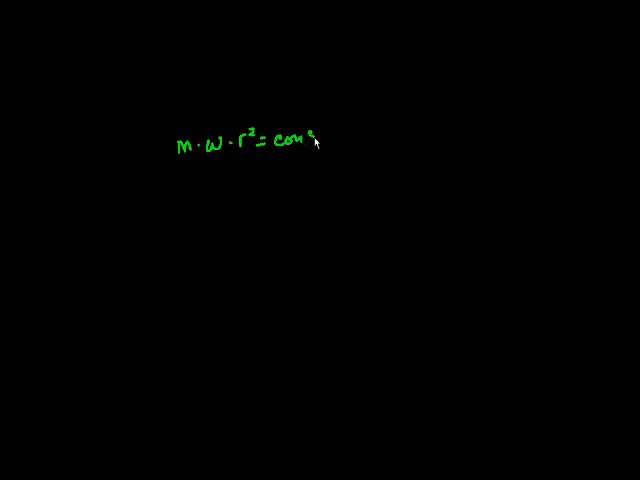 m · ω · r² = con